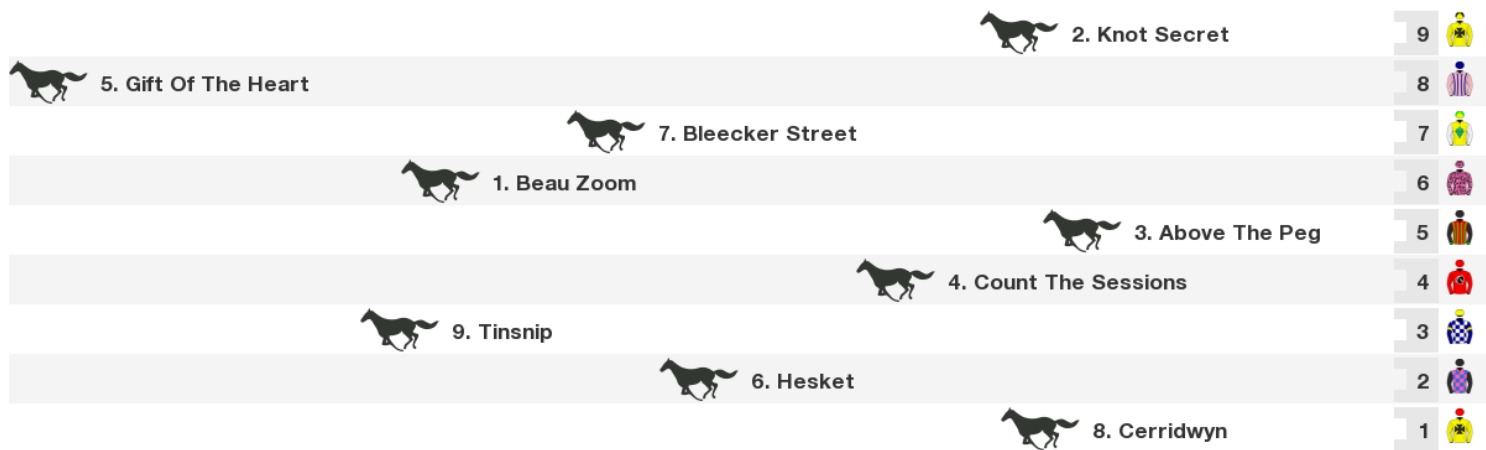 2. Knot Secret 9
5. Gift Of The Heart 8
7. Bleecker Street 7
1. Beau Zoom 6
3. Above The Peg 5
4. Count The Sessions 4
9. Tinsnip 3
6. Hesket 2
8. Cerridwyn 1